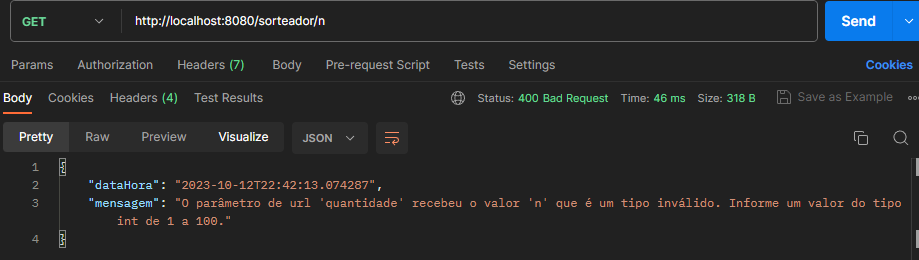 GET http://localhost:8080/sorteador/n Send
Params Authorization Headers (7) Body Pre-request Script Tests Settings Cookies
Body Cookies Headers (4) Test Results Status: 400 Bad Request Time: 46 ms Size: 318 B Save as Example
Pretty Raw Preview Visualize JSON
1 {
2 "dataHora": "2023-10-12T22:42:13.074287",
3 "mensagem": "O parâmetro de url 'quantidade' recebeu o valor 'n' que é um tipo inválido. Informe um valor do tipo
int de 1 a 100."
4 }